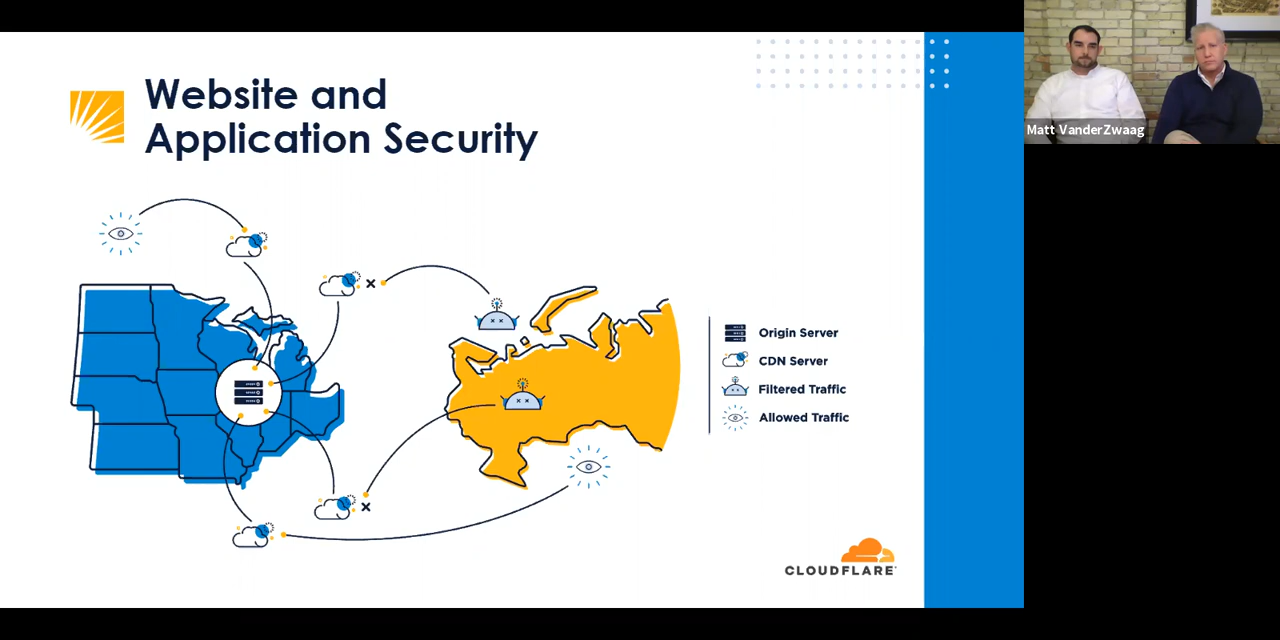 Website and
Application Security
Matt VanderZwaag
Origin Server
CDN Server
Filtered Traffic
Allowed Traffic
CLOUDFLARE